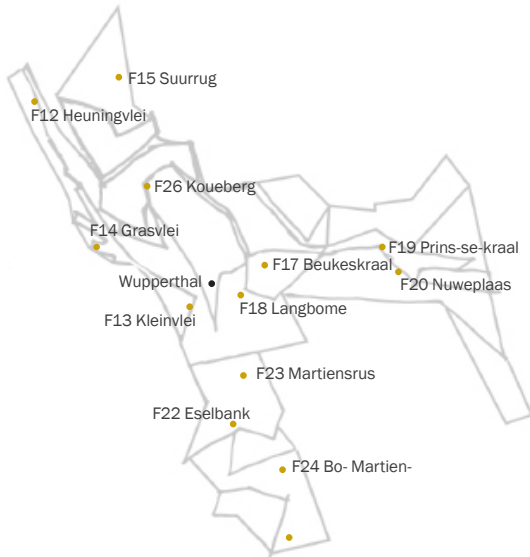 F15 Suurrug
F12 Heuningvlei
F26 Koueberg
F14 Grasvlei
F19 Prins-se-kraal
F17 Beukeskraal
F20 Nuweplaas
Wupperthal
F18 Langbome
F13 Kleinvlei
F23 Martiensrus
F22 Eselbank
F24 Bo- Martien-